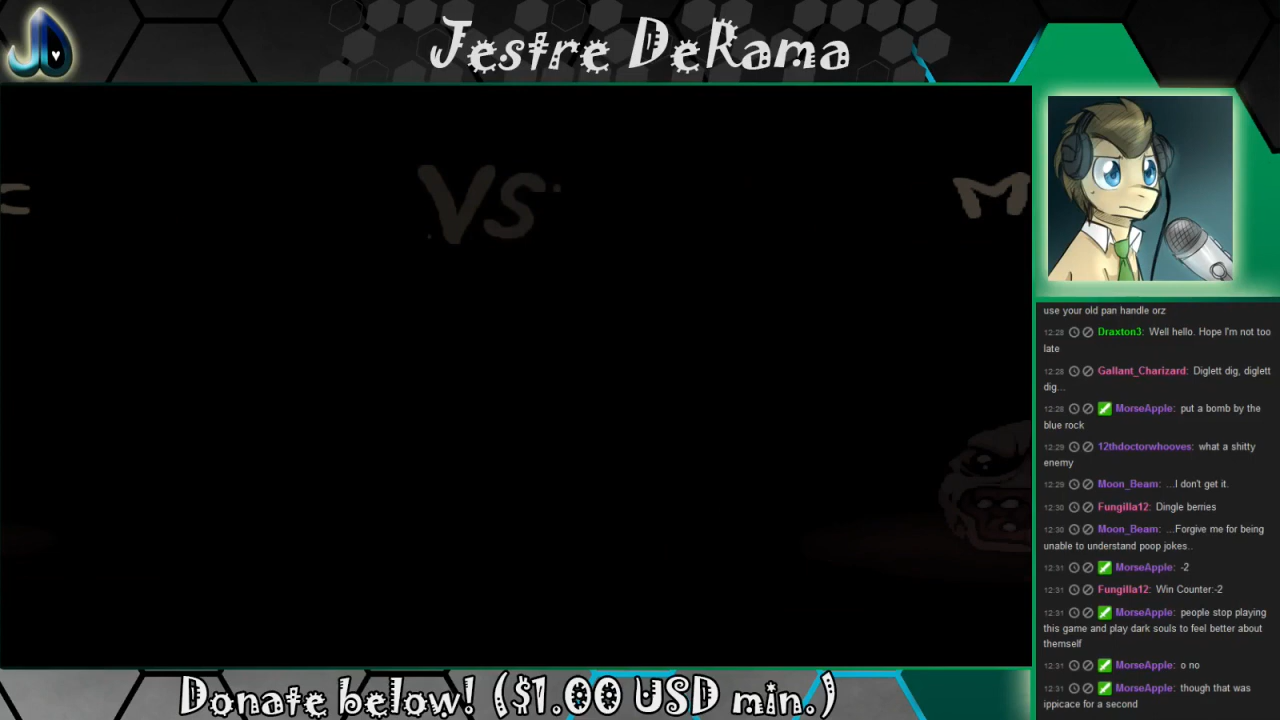 JD
Jestre DeRama
VS
M
use your old pan handle orz
12:28 Draxton3: Well hello. Hope I'm not too
late
12:28 Gallant_Charizard: Diglett dig, diglett
dig...
12:28 MorseApple: put a bomb by the
blue rock
12:29 12thdoctorwhooves: what a shitty
enemy
12:29 Moon_Beam: ...I don't get it.
12:30 Fungilla12: Dingle berries
12:30 Moon_Beam: ...Forgive me for being
unable to understand poop jokes..
12:31 MorseApple: -2
12:31 Fungilla12: Win Counter:-2
12:31 MorseApple: people stop playing
this game and play dark souls to feel better about
themself
12:31 MorseApple: o no
12:31 MorseApple: though that was
ippicace for a second
Donate below! ($1.00 USD min.)